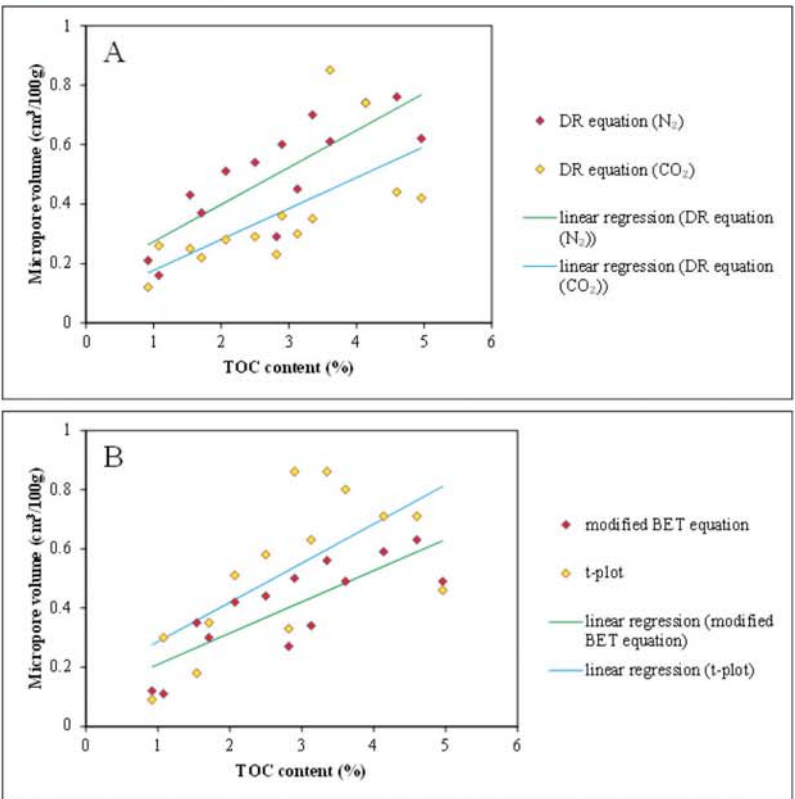 A
Micropore volume (cm³/100g)
1
0.8
0.6
0.4
0.2
0
0 1 2 3 4 5 6
TOC content (%)
DR equation (N₂)
DR equation (CO₂)
linear regression (DR equation
(N₂))
linear regression (DR equation
(CO₂))
B
Micropore volume (cm³/100g)
1
0.8
0.6
0.4
0.2
0
0 1 2 3 4 5 6
TOC content (%)
modified BET equation
t-plot
linear regression (modified
BET equation)
linear regression (t-plot)